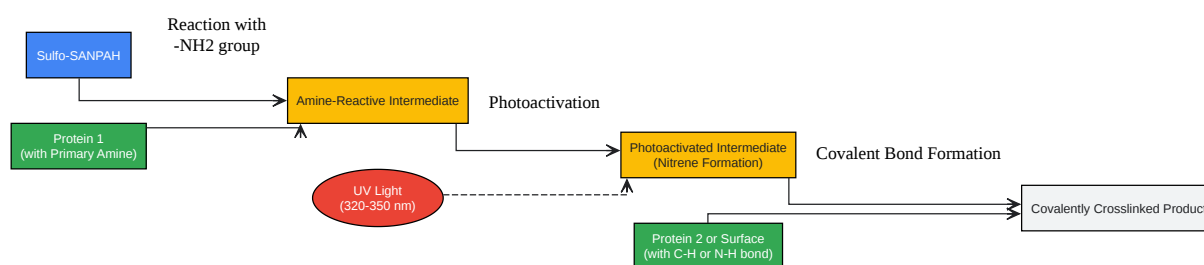 Reaction with
-NH2 group
Sulfo-SANPAH
Amine-Reactive Intermediate
Photoactivation
Protein 1
(with Primary Amine)
Photoactivated Intermediate
(Nitrene Formation)
Covalent Bond Formation
UV Light
(320-350 nm)
Covalently Crosslinked Product
Protein 2 or Surface
(with C-H or N-H bond)